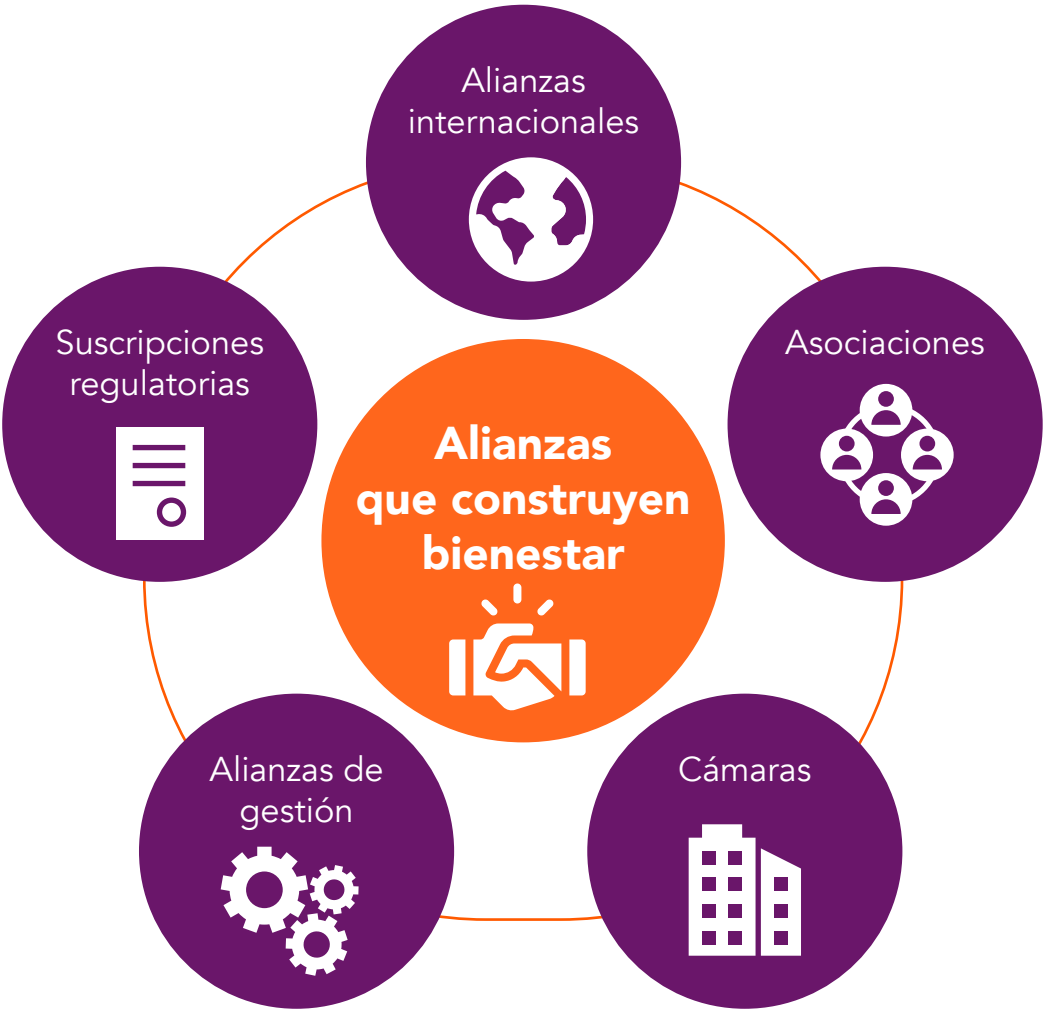 Alianzas
internacionales
Suscripciones
regulatorias
Asociaciones
Alianzas
que construyen
bienestar
Alianzas de
gestión
Cámaras